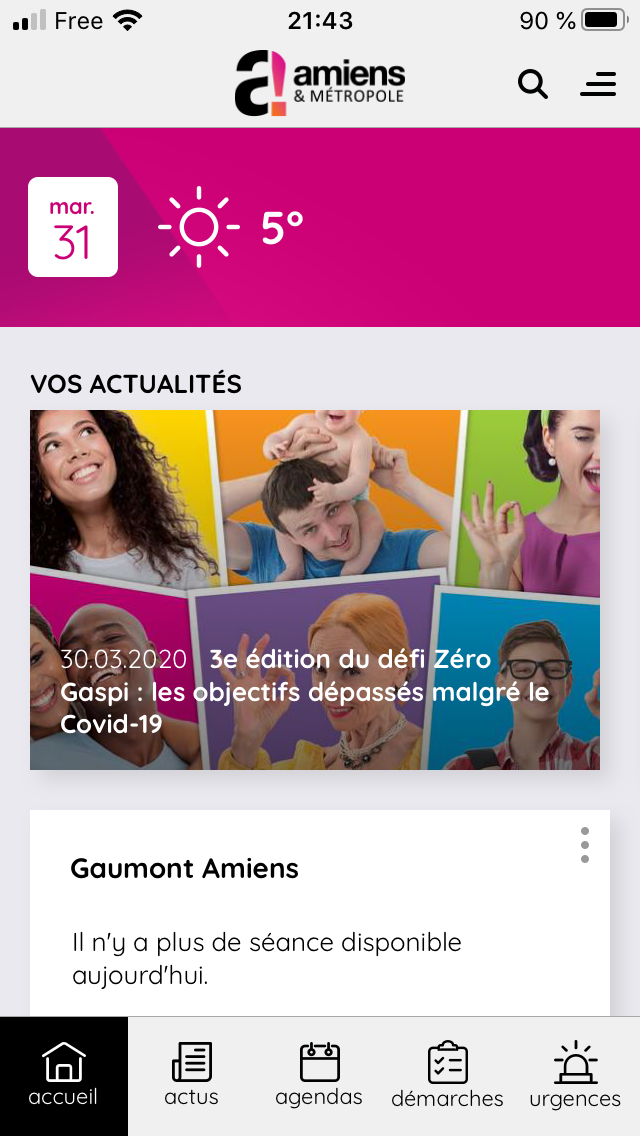 Free 21:43 90 %
a! amiens
& MÉTROPOLE
mar.
31
5°
VOS ACTUALITÉS
30.03.2020 3e édition du défi Zéro
Gaspi : les objectifs dépassés malgré le
Covid-19
Gaumont Amiens
Il n'y a plus de séance disponible
aujourd'hui.
accueil actus agendas démarches urgences